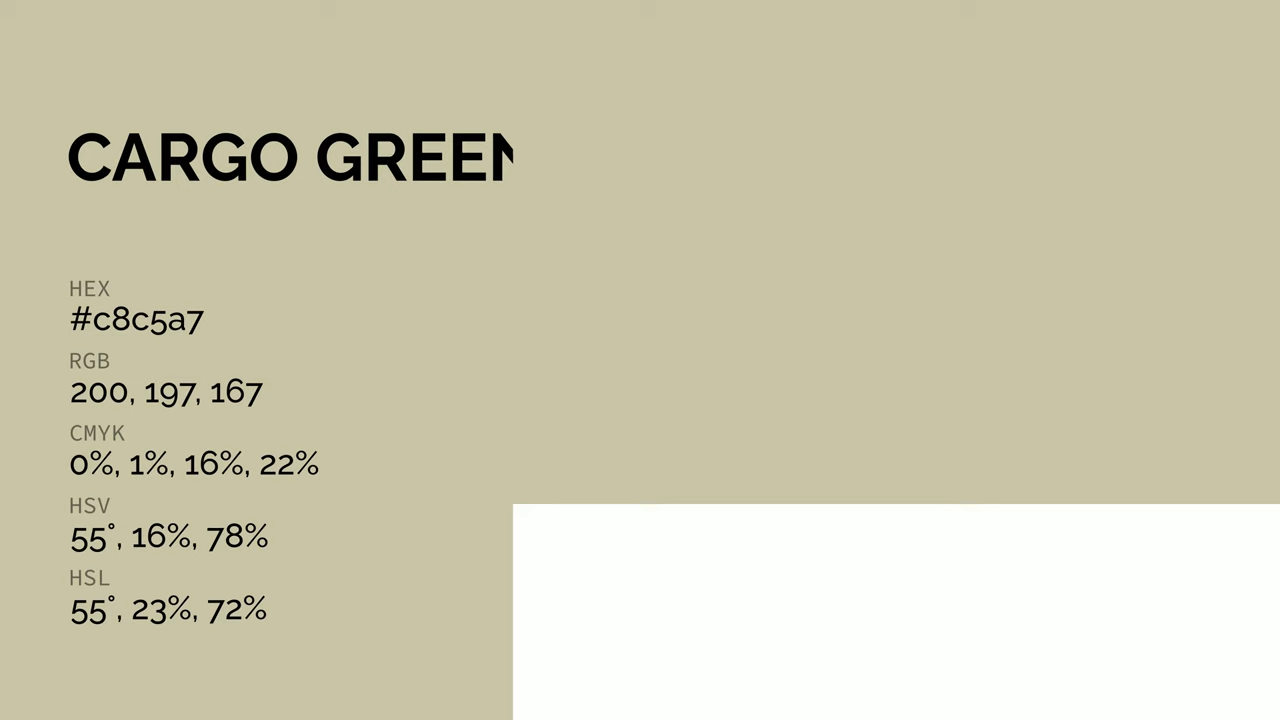 CARGO GREEN
HEX
#c8c5a7
RGB
200, 197, 167
CMYK
0%, 1%, 16%, 22%
HSV
55°, 16%, 78%
HSL
55°, 23%, 72%